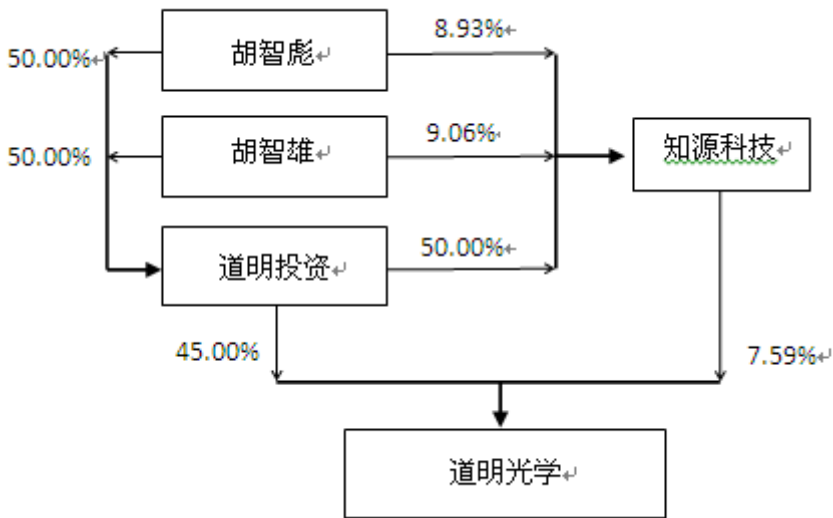 胡智彪
8.93%
50.00%
胡智雄
9.06%
50.00%
知源科技
道明投资
50.00%
45.00%
7.59%
道明光学